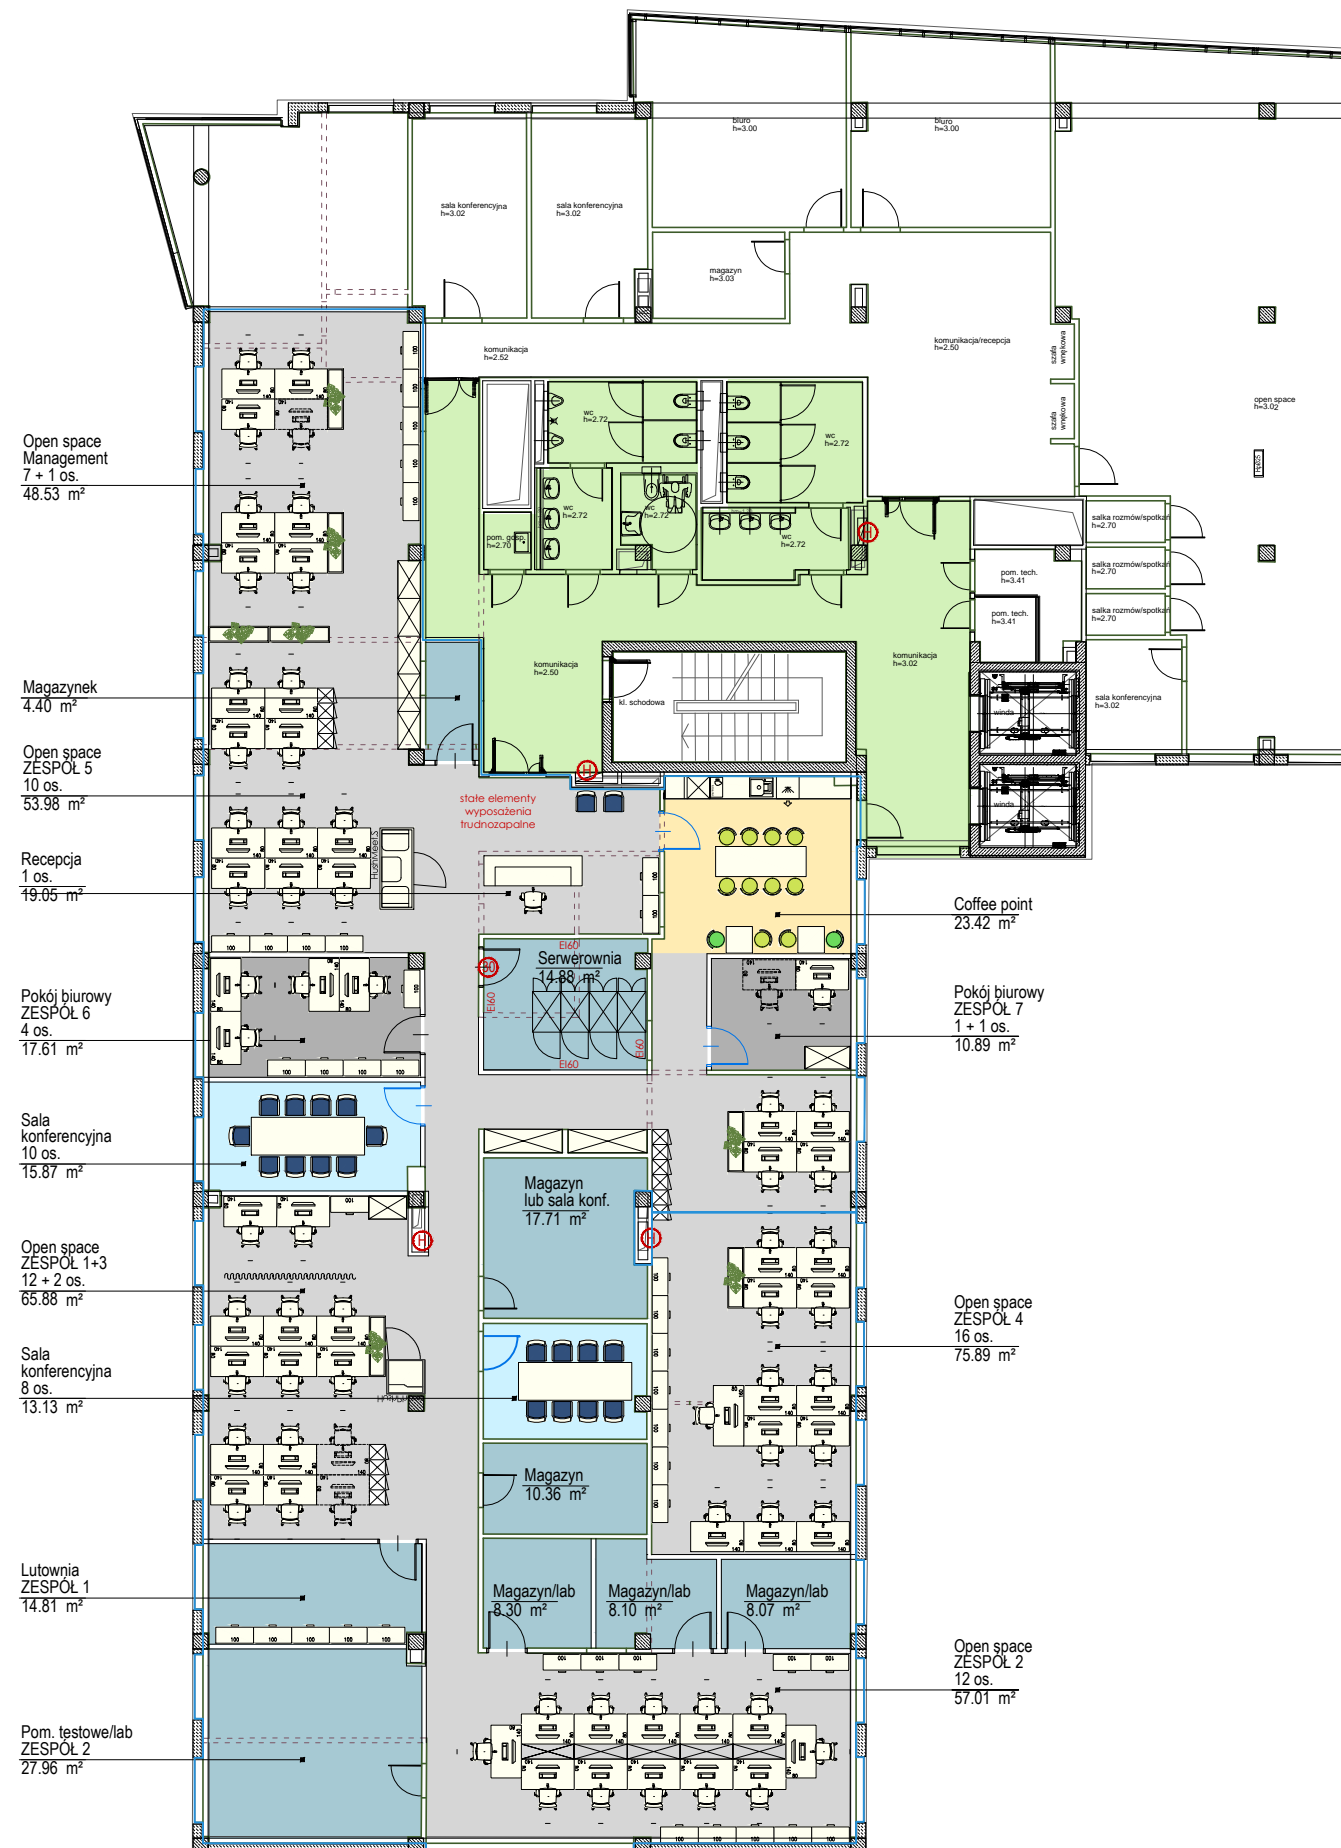 biuro
h=3.00
biuro
h=3.00
sala konferencyjna
h=3.02
sala konferencyjna
h=3.02
magazyn
h=3.03
komunikacja
h=2.52
komunikacja/recepcja
h=2.50
szafa
wnękowa
szafa
wnękowa
open space
h=3.02
wc
h=2.72
wc
h=2.72
wc
h=2.72
wc
h=2.72
wc
h=2.72
pom. gosp.
h=2.70
H
salka rozmów/spotkań
h=2.70
salka rozmów/spotkań
h=2.70
salka rozmów/spotkań
h=2.70
pom. tech.
h=3.41
pom. tech.
h=3.41
komunikacja
h=2.50
komunikacja
h=3.02
kl. schodowa
sala konferencyjna
h=3.02
winda
winda
Open space
Management
7 + 1 os.
48.53 m²
Magazynek
4.40 m²
Open space
ZESPÓŁ 5
10 os.
53.98 m²
Recepcja
1 os.
19.05 m²
H
stałe elementy
wyposażenia
trudnozapalne
HushMeet.S
Coffee point
23.42 m²
EI60
Serwerownia
14.88 m²
30
EI60
EI60
EI60
Pokój biurowy
ZESPÓŁ 6
4 os.
17.61 m²
Pokój biurowy
ZESPÓŁ 7
1 + 1 os.
10.89 m²
Sala
konferencyjna
10 os.
15.87 m²
Magazyn
lub sala konf.
17.71 m²
H
H
Open space
ZESPÓŁ 1+3
12 + 2 os.
65.88 m²
Open space
ZESPÓŁ 4
16 os.
75.89 m²
Sala
konferencyjna
8 os.
13.13 m²
Magazyn
10.36 m²
Lutownia
ZESPÓŁ 1
14.81 m²
Magazyn/lab
8.30 m²
Magazyn/lab
8.10 m²
Magazyn/lab
8.07 m²
Open space
ZESPÓŁ 2
12 os.
57.01 m²
Pom. testowe/lab
ZESPÓŁ 2
27.96 m²